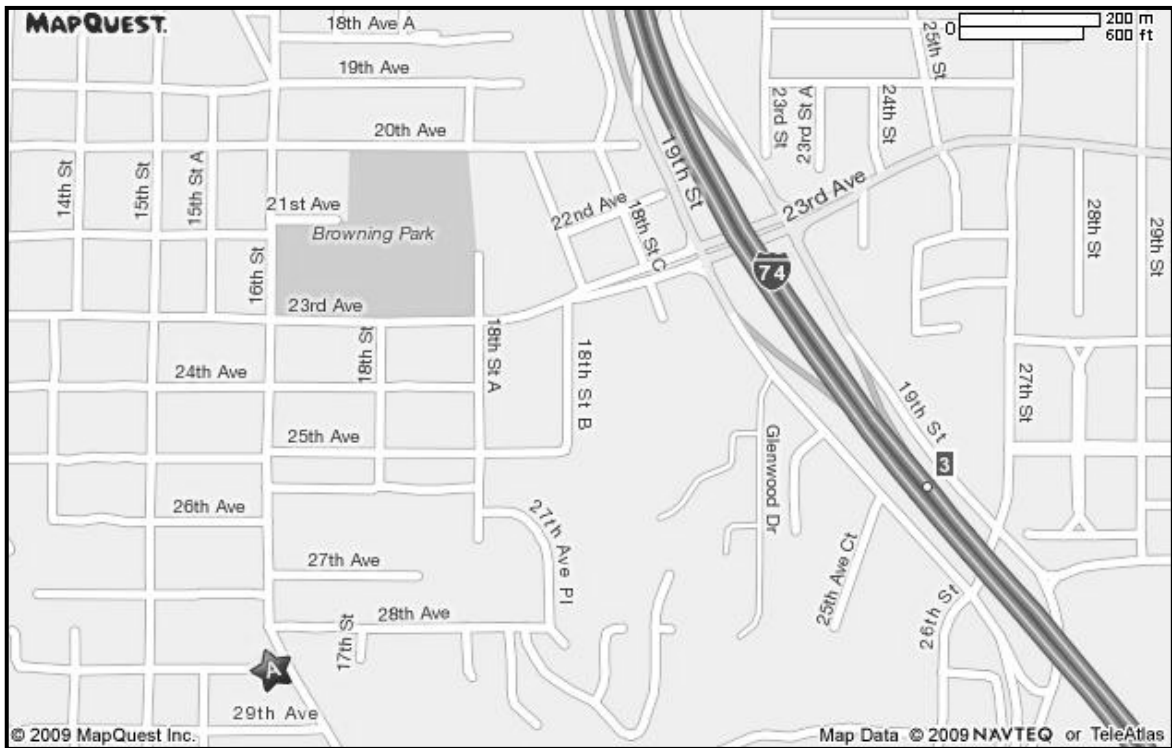 MAPQUEST.
18th Ave A
0
200 m
600 ft
25th St
19th Ave
23rd St
23rd St A
24th St
20th Ave
14th St
15th St
15th St A
19th St
23rd Ave
21st Ave
22nd Ave
18th St C
28th St
29th St
Browning Park
16th St
74
23rd Ave
18th St
18th St A
18th St B
24th Ave
27th St
19th St
25th Ave
Glenwood Dr
3
26th Ave
27th Ave Pl
27th Ave
25th Ave Ct
26th St
28th Ave
17th St
A
29th Ave
© 2009 MapQuest Inc.
Map Data © 2009 NAVTEQ or TeleAtlas